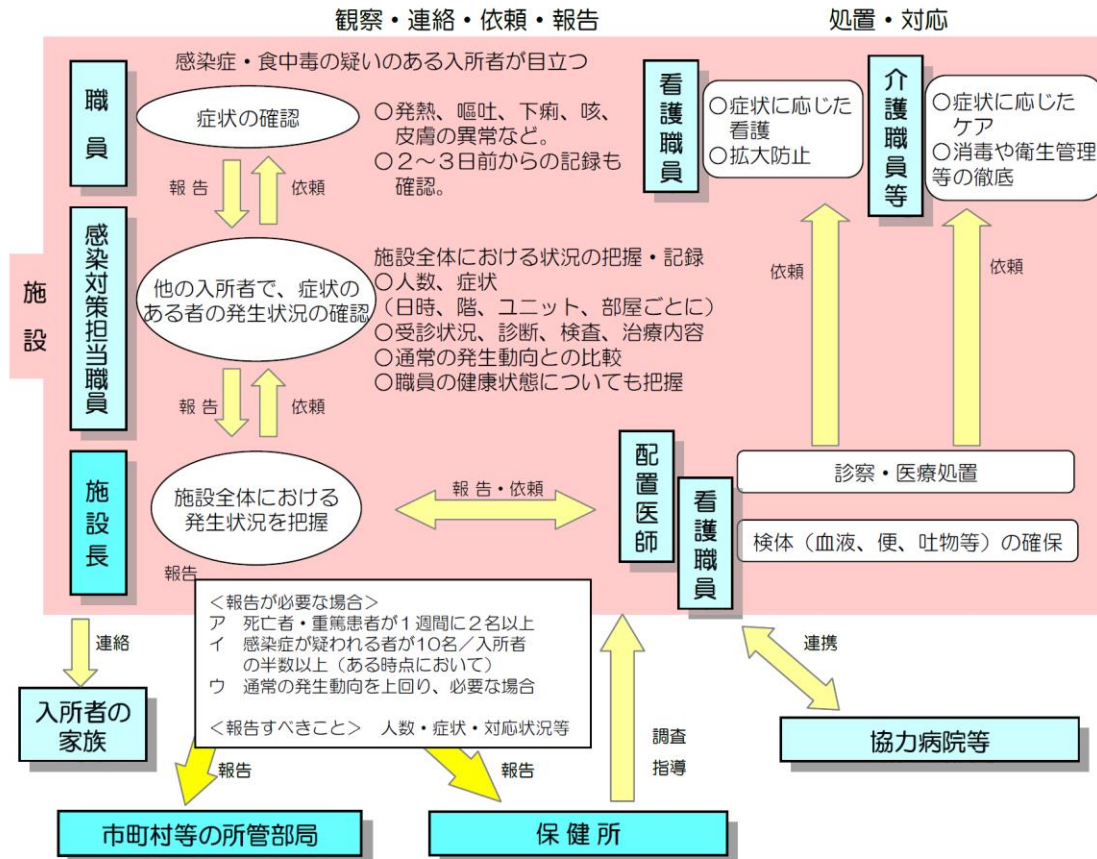 観察・連絡・依頼・報告
処置・対応
施設
職員
感染症・食中毒の疑いのある入所者が目立つ
症状の確認
○発熱、嘔吐、下痢、咳、
皮膚の異常など。
○２～３日前からの記録も
確認。
報告
依頼
看護職員
○症状に応じた
看護
○拡大防止
介護職員等
○症状に応じた
ケア
○消毒や衛生管理
等の徹底
感染対策担当職員
他の入所者で、症状の
ある者の発生状況の確認
施設全体における状況の把握・記録
○人数、症状
（日時、階、ユニット、部屋ごとに）
○受診状況、診断、検査、治療内容
○通常の発生動向との比較
○職員の健康状態についても把握
依頼
依頼
報告
依頼
施設長
施設全体における
発生状況を把握
報告・依頼
配置医師
看護職員
診察・医療処置
検体（血液、便、吐物等）の確保
報告
＜報告が必要な場合＞
ア　死亡者・重篤患者が１週間に２名以上
イ　感染症が疑われる者が10名／入所者
の半数以上（ある時点において）
ウ　通常の発生動向を上回り、必要な場合
＜報告すべきこと＞　人数・症状・対応状況等
連絡
入所者の
家族
報告
報告
調査
指導
連携
協力病院等
市町村等の所管部局
保健所